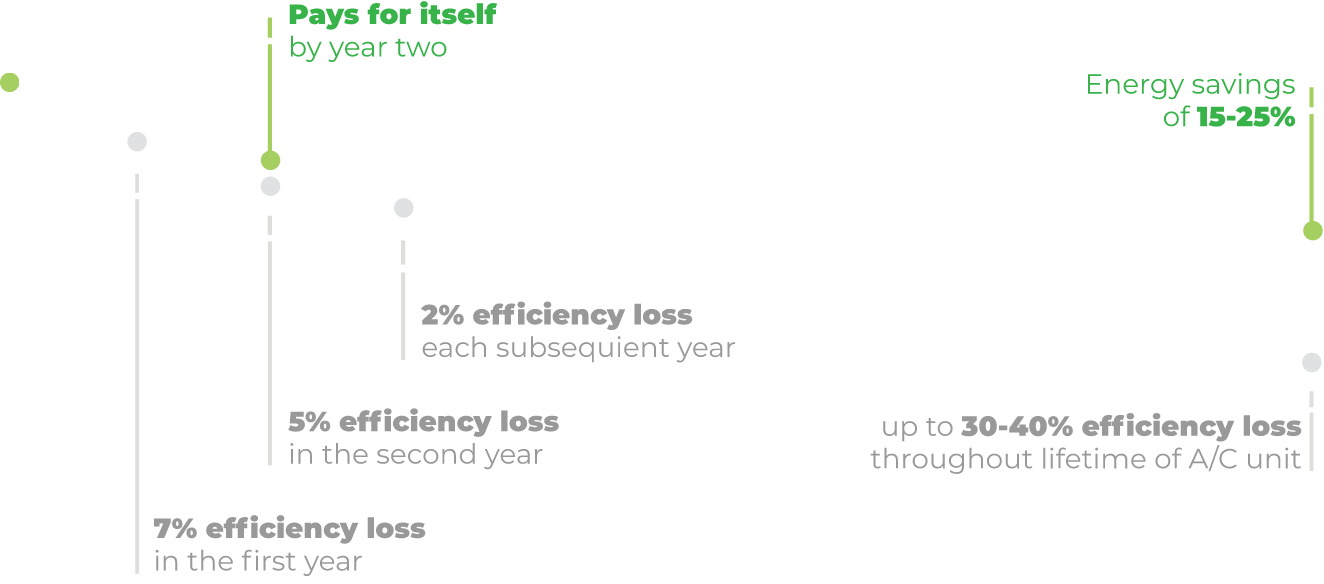 Pays for itself
by year two
Energy savings
of 15-25%
2% efficiency loss
each subsequient year
5% efficiency loss
in the second year
up to 30-40% efficiency loss
throughout lifetime of A/C unit
7% efficiency loss
in the first year